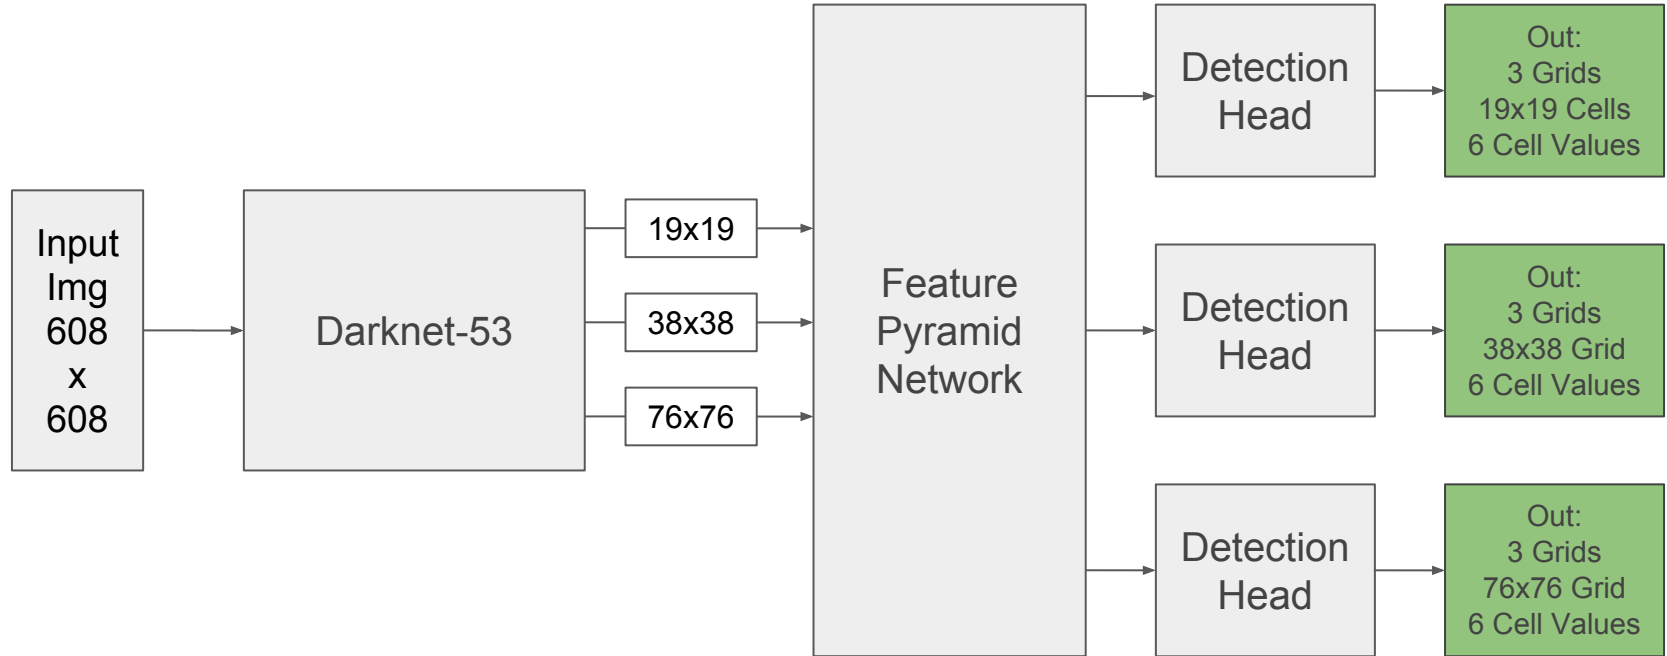 Input
Img
608
x
608
Darknet-53
19x19
38x38
76x76
Feature
Pyramid
Network
Detection
Head
Out:
3 Grids
19x19 Cells
6 Cell Values
Detection
Head
Out:
3 Grids
38x38 Grid
6 Cell Values
Detection
Head
Out:
3 Grids
76x76 Grid
6 Cell Values